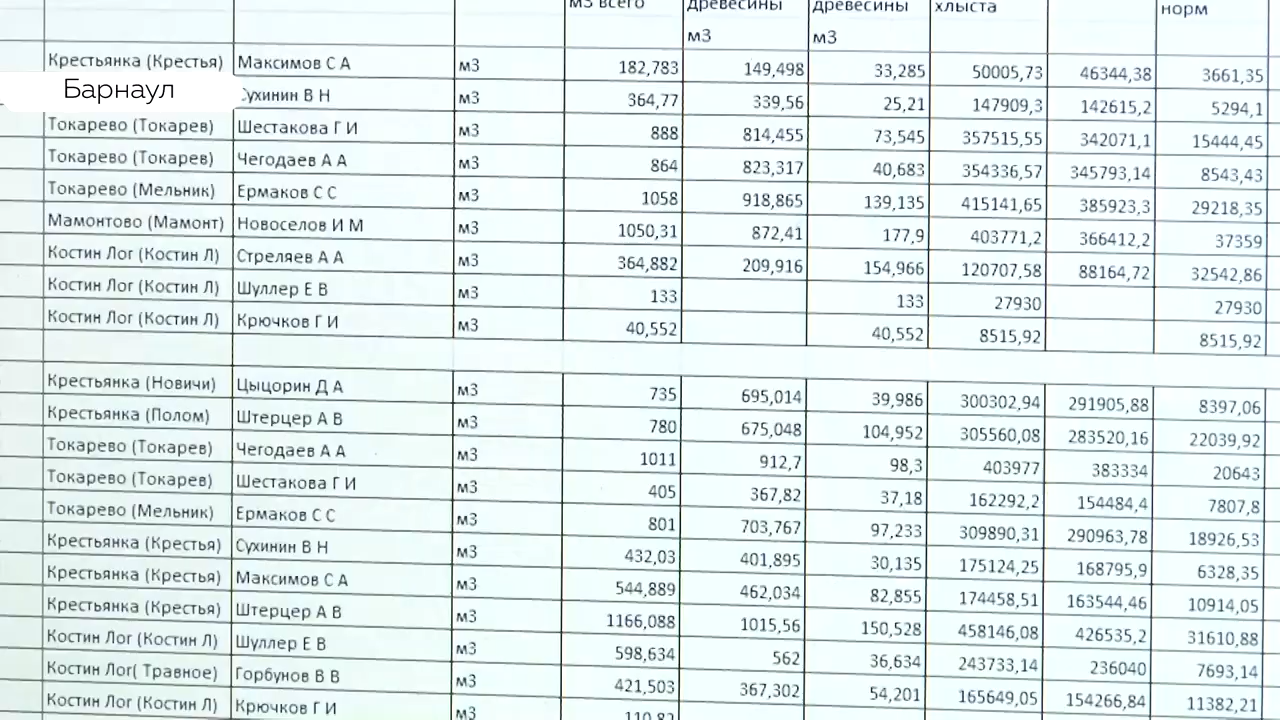 м3 всего древесины древесины хлыста норм
м3 м3
Крестьянка (Крестья) Максимов С А м3 182,783 149,498 33,285 50005,73 46344,38 3661,35
Барнаул
Сухинин В Н м3 364,77 339,56 25,21 147909,3 142615,2 5294,1
Токарево (Токарев) Шестакова Г И м3 888 814,455 73,545 357515,55 342071,1 15444,45
Токарево (Токарев) Чегодаев А А м3 864 823,317 40,683 354336,57 345793,14 8543,43
Токарево (Мельник) Ермаков С С м3 1058 918,865 139,135 415141,65 385923,3 29218,35
Мамонтово (Мамонт) Новоселов И М м3 1050,31 872,41 177,9 403771,2 366412,2 37359
Костин Лог (Костин Л) Стреляев А А м3 364,882 209,916 154,966 120707,58 88164,72 32542,86
Костин Лог (Костин Л) Шуллер Е В м3 133 133 27930 27930
Костин Лог (Костин Л) Крючков Г И м3 40,552 40,552 8515,92 8515,92
Крестьянка (Новичи) Цыцорин Д А м3 735 695,014 39,986 300302,94 291905,88 8397,06
Крестьянка (Полом) Штерцер А В м3 780 675,048 104,952 305560,08 283520,16 22039,92
Токарево (Токарев) Чегодаев А А м3 1011 912,7 98,3 403977 383334 20643
Токарево (Токарев) Шестакова Г И м3 405 367,82 37,18 162292,2 154484,4 7807,8
Токарево (Мельник) Ермаков С С м3 801 703,767 97,233 309890,31 290963,78 18926,53
Крестьянка (Крестья) Сухинин В Н м3 432,03 401,895 30,135 175124,25 168795,9 6328,35
Крестьянка (Крестья) Максимов С А м3 544,889 462,034 82,855 174458,51 163544,46 10914,05
Крестьянка (Крестья) Штерцер А В м3 1166,088 1015,56 150,528 458146,08 426535,2 31610,88
Костин Лог (Костин Л) Шуллер Е В м3 598,634 562 36,634 243733,14 236040 7693,14
Костин Лог( Травное) Горбунов В В м3 421,503 367,302 54,201 165649,05 154266,84 11382,21
Костин Лог (Костин Л) Крючков Г И м3 110,82